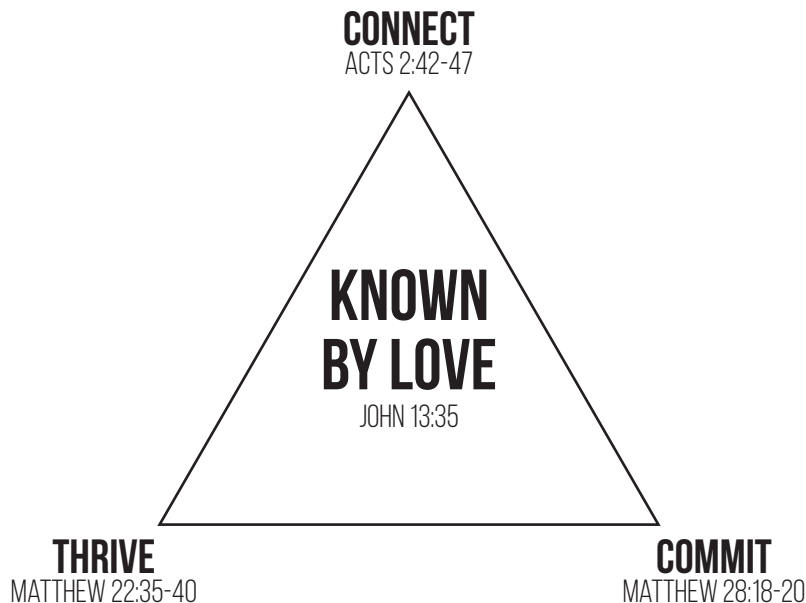 CONNECT
ACTS 2:42-47
KNOWN
BY LOVE
JOHN 13:35
THRIVE
MATTHEW 22:35-40
COMMIT
MATTHEW 28:18-20